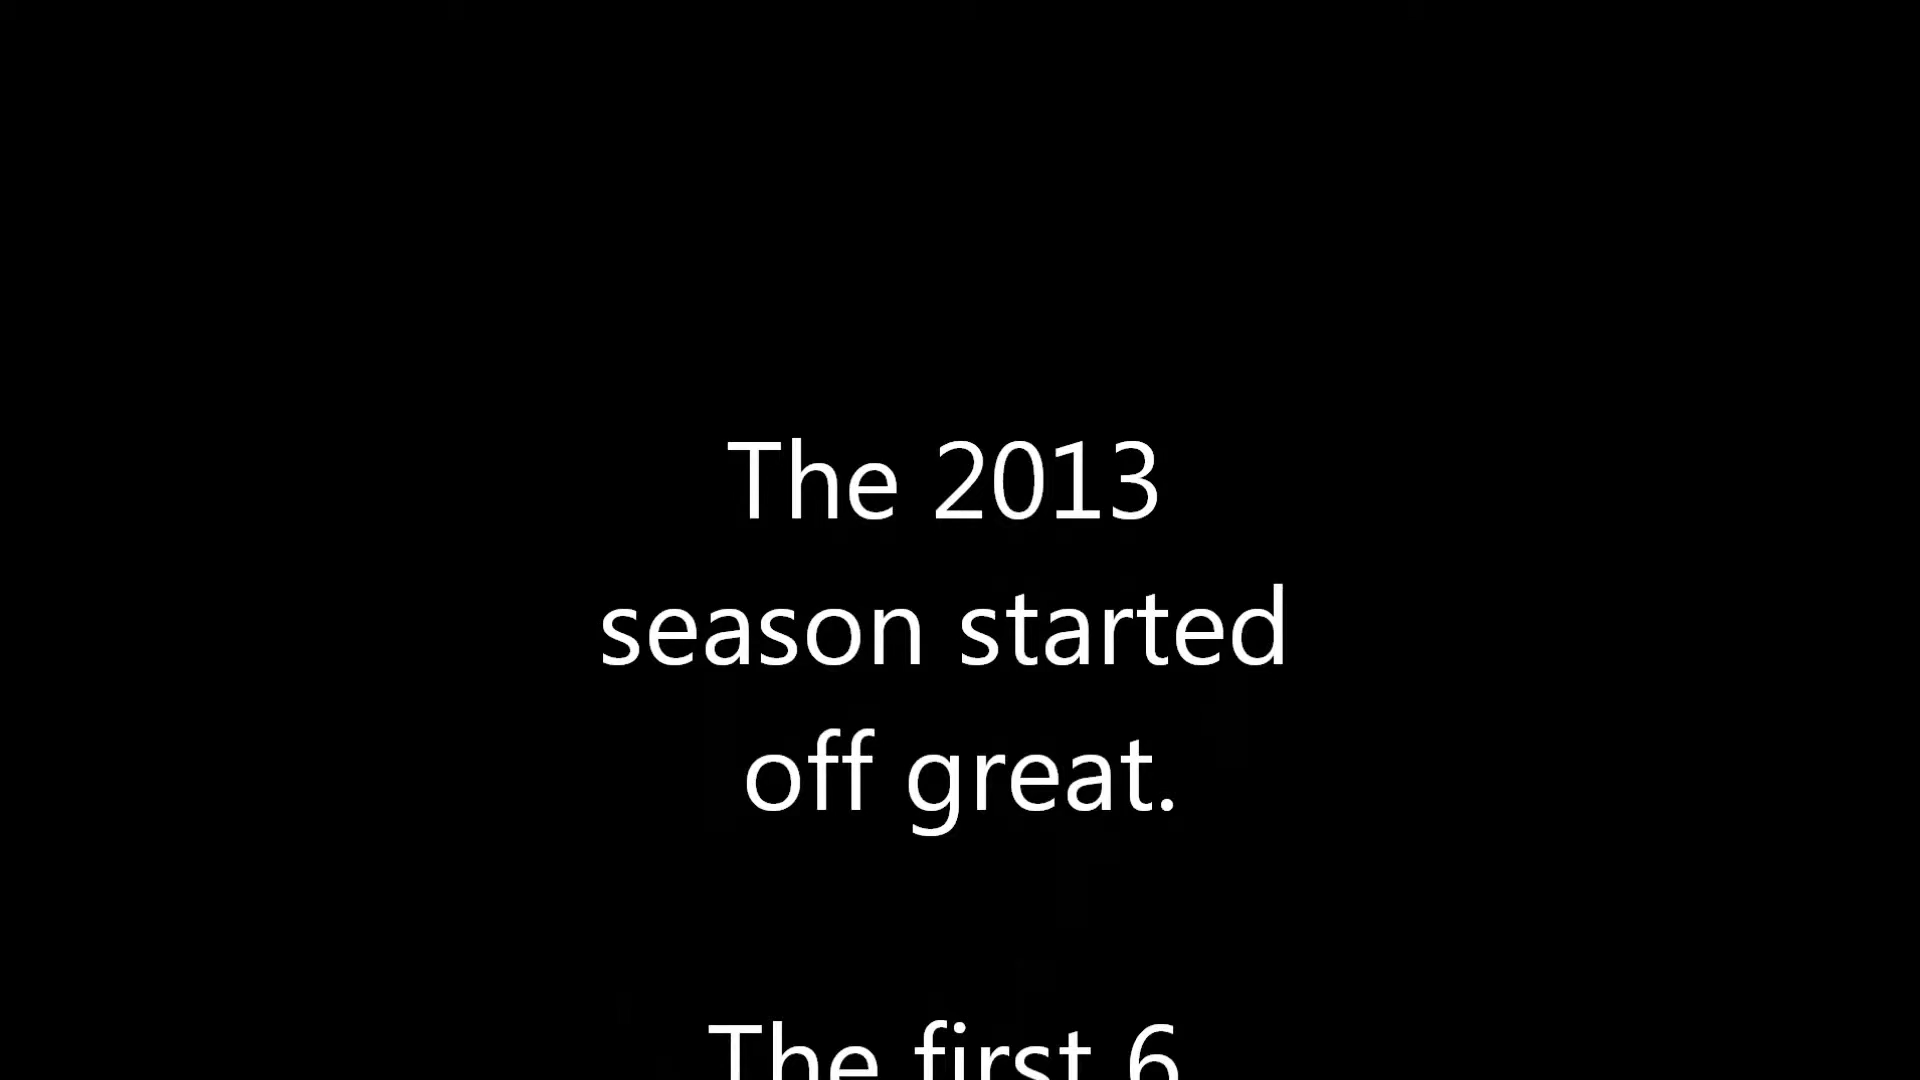 The 2013
season started
off great.
The first 6